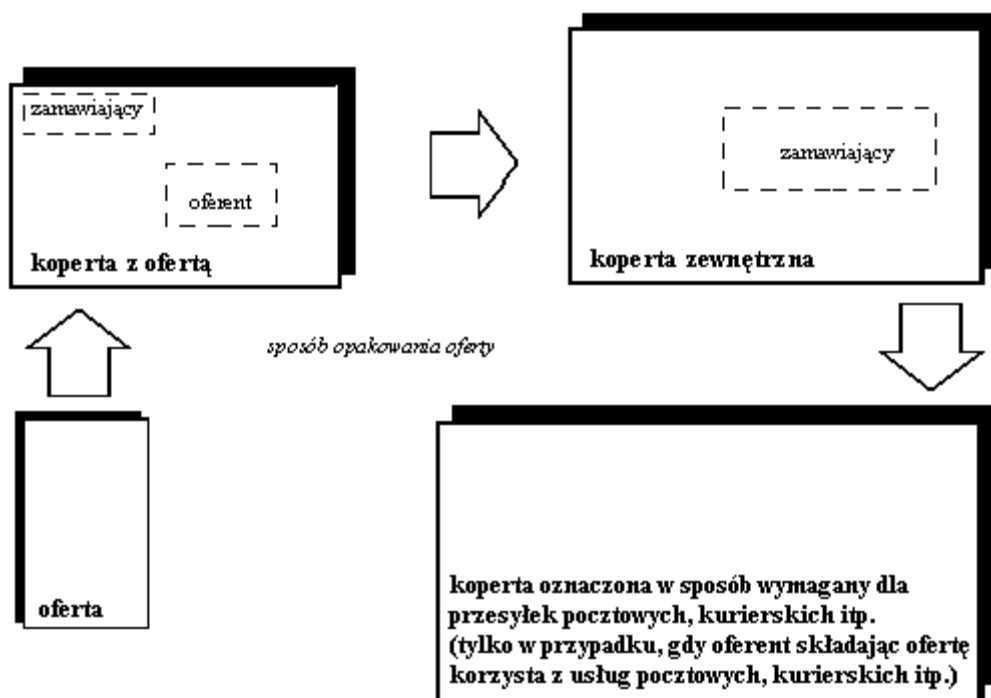 zamawiający
oferent
koperta z ofertą
zamawiający
koperta zewnętrzna
sposób opakowania oferty
oferta
koperta oznaczona w sposób wymagany dla
przesyłek pocztowych, kurierskich itp.
(tylko w przypadku, gdy oferent składając ofertę
korzysta z usług pocztowych, kurierskich itp.)